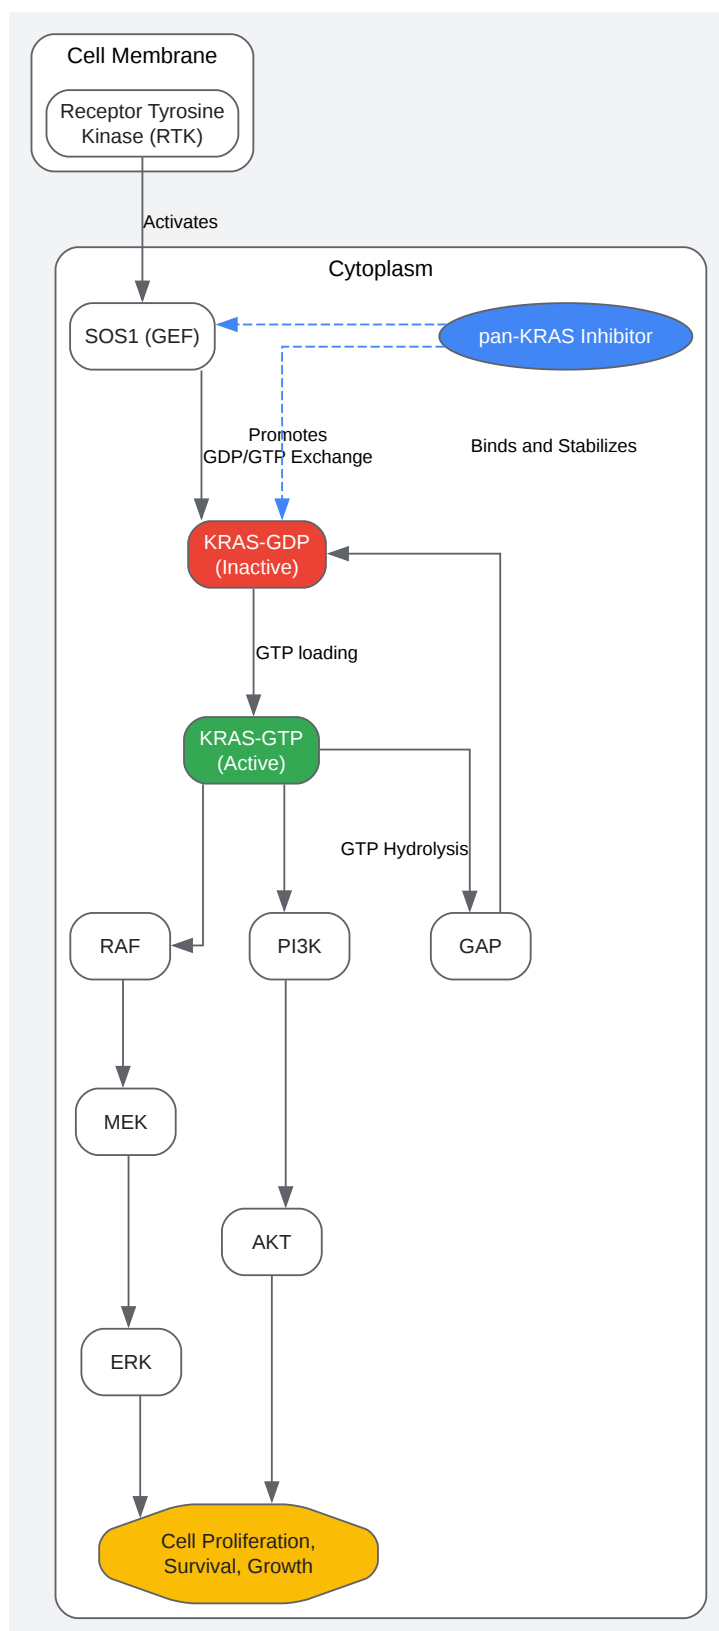 Cell Membrane
Receptor Tyrosine
Kinase (RTK)
Activates
Cytoplasm
SOS1 (GEF)
pan-KRAS Inhibitor
Promotes
GDP/GTP Exchange
Binds and Stabilizes
KRAS-GDP
(Inactive)
GTP loading
KRAS-GTP
(Active)
GTP Hydrolysis
RAF
PI3K
GAP
MEK
AKT
ERK
Cell Proliferation,
Survival, Growth